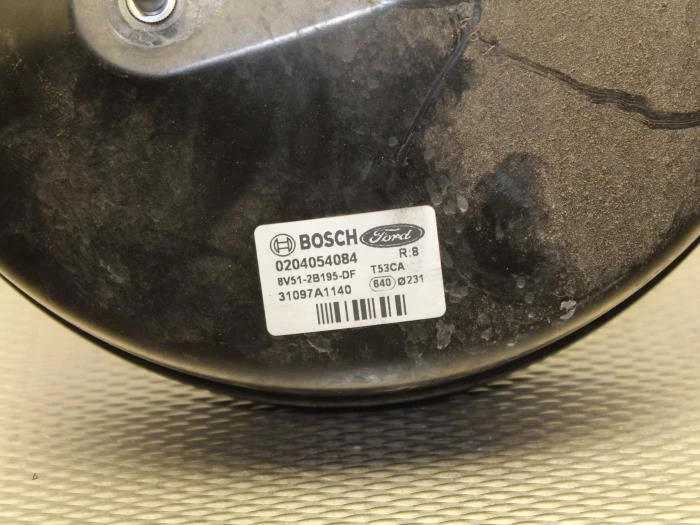 BOSCH Ford
0204054084 R:8
8V51-2B195-DF T53CA
31097A1140 640 Ø231